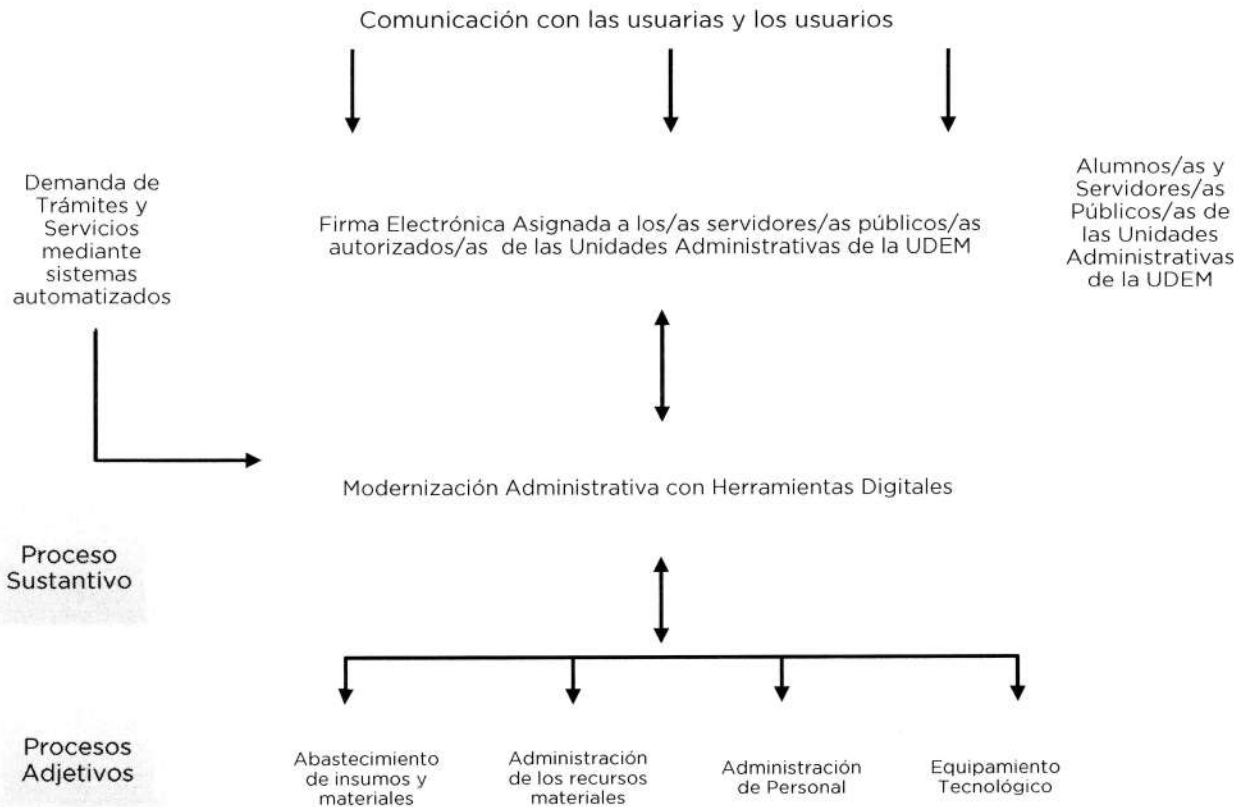 Comunicación con las usuarias y los usuarios
Demanda de
Trámites y
Servicios
mediante
sistemas
automatizados
Firma Electrónica Asignada a los/as servidores/as públicos/as
autorizados/as de las Unidades Administrativas de la UDEM
Alumnos/as y
Servidores/as
Públicos/as de
las Unidades
Administrativas
de la UDEM
Modernización Administrativa con Herramientas Digitales
Proceso
Sustantivo
Procesos
Adjetivos
Abastecimiento
de insumos y
materiales
Administración
de los recursos
materiales
Administración
de Personal
Equipamiento
Tecnológico